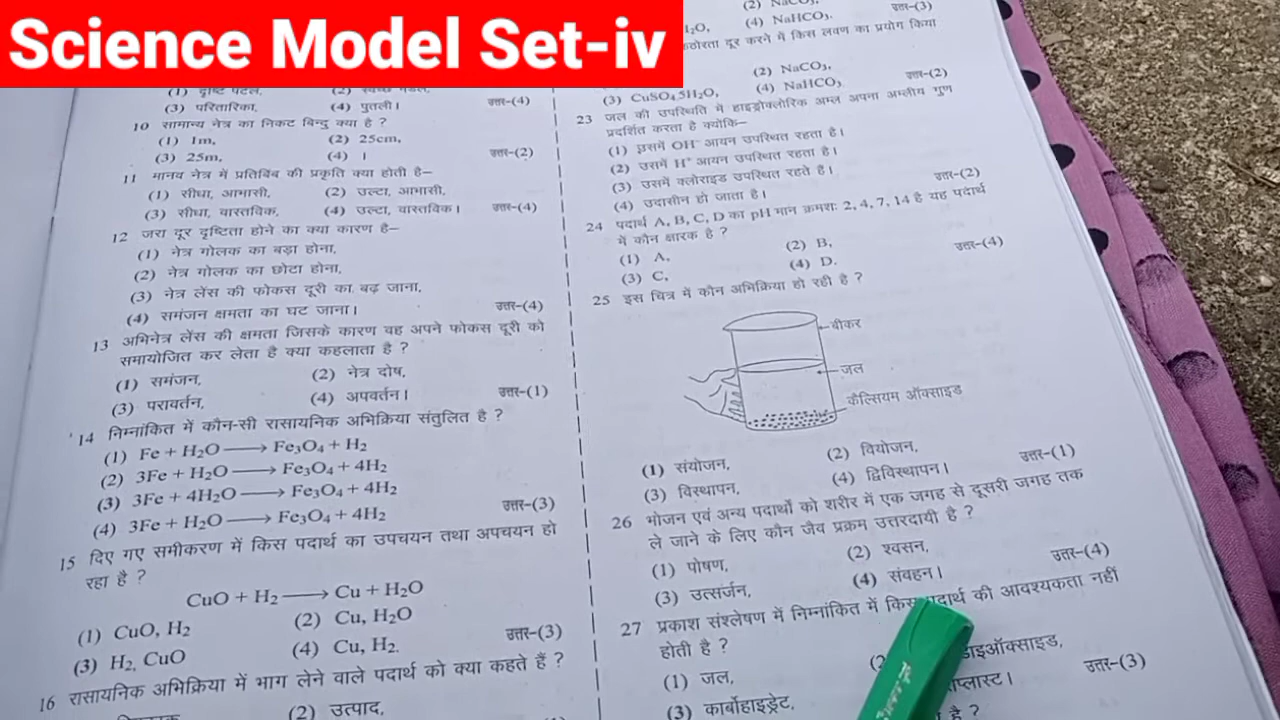 Science Model Set-iv
(1) दृष्टि पटल, (2) स्वच्छ मंडल,
(3) परितारिका, (4) पुतली। उत्तर–(4)
10 सामान्य नेत्र का निकट बिन्दु क्या है ?
(1) 1m, (2) 25cm,
(3) 25m, (4) । उत्तर–(2)
11 मानव नेत्र में प्रतिबिंब की प्रकृति क्या होती है–
(1) सीधा, आभासी, (2) उल्टा, आभासी,
(3) सीधा, वास्तविक, (4) उल्टा, वास्तविक। उत्तर–(4)
12 जरा दूर दृष्टिता होने का क्या कारण है–
(1) नेत्र गोलक का बड़ा होना,
(2) नेत्र गोलक का छोटा होना,
(3) नेत्र लेंस की फोकस दूरी का बढ़ जाना,
(4) समंजन क्षमता का घट जाना। उत्तर–(4)
13 अभिनेत्र लेंस की क्षमता जिसके कारण वह अपने फोकस दूरी को
समायोजित कर लेता है क्या कहलाता है ?
(1) समंजन, (2) नेत्र दोष,
(3) परावर्तन, (4) अपवर्तन। उत्तर–(1)
14 निम्नांकित में कौन-सी रासायनिक अभिक्रिया संतुलित है ?
(1) Fe + H₂O ⟶ Fe₃O₄ + H₂
(2) 3Fe + H₂O ⟶ Fe₃O₄ + 4H₂
(3) 3Fe + 4H₂O ⟶ Fe₃O₄ + 4H₂
(4) 3Fe + H₂O ⟶ Fe₃O₄ + 4H₂ उत्तर–(3)
15 दिए गए समीकरण में किस पदार्थ का उपचयन तथा अपचयन हो
रहा है ?
CuO + H₂ ⟶ Cu + H₂O
(1) CuO, H₂ (2) Cu, H₂O
(3) H₂, CuO (4) Cu, H₂. उत्तर–(3)
16 रासायनिक अभिक्रिया में भाग लेने वाले पदार्थ को क्या कहते हैं ?
(2) उत्पाद,
(2) NaCO₃,
H₂O, (4) NaHCO₃. उत्तर–(3)
कठोरता दूर करने में किस लवण का प्रयोग किया
(2) NaCO₃,
(3) CuSO₄5H₂O, (4) NaHCO₃ उत्तर–(2)
23 जल की उपस्थिति में हाइड्रोक्लोरिक अम्ल अपना अम्लीय गुण
प्रदर्शित करता है क्योंकि–
(1) इसमें OH⁻ आयन उपस्थित रहता है।
(2) उसमें H⁺ आयन उपस्थित रहता है।
(3) उसमें क्लोराइड उपस्थित रहते हैं।
(4) उदासीन हो जाता है। उत्तर–(2)
24 पदार्थ A, B, C, D का pH मान क्रमशः 2, 4, 7, 14 है यह पदार्थ
में कौन क्षारक है ?
(1) A, (2) B,
(3) C, (4) D. उत्तर–(4)
25 इस चित्र में कौन अभिक्रिया हो रही है ?
बीकर
जल
कैल्सियम ऑक्साइड
(1) संयोजन, (2) वियोजन,
(3) विस्थापन, (4) द्विविस्थापन। उत्तर–(1)
26 भोजन एवं अन्य पदार्थों को शरीर में एक जगह से दूसरी जगह तक
ले जाने के लिए कौन जैव प्रक्रम उत्तरदायी है ?
(1) पोषण, (2) श्वसन,
(3) उत्सर्जन, (4) संवहन। उत्तर–(4)
27 प्रकाश संश्लेषण में निम्नांकित में किस पदार्थ की आवश्यकता नहीं
होती है ?
(1) जल, डाइऑक्साइड,
(3) कार्बोहाइड्रेट, प्लास्ट। उत्तर–(3)
है ?